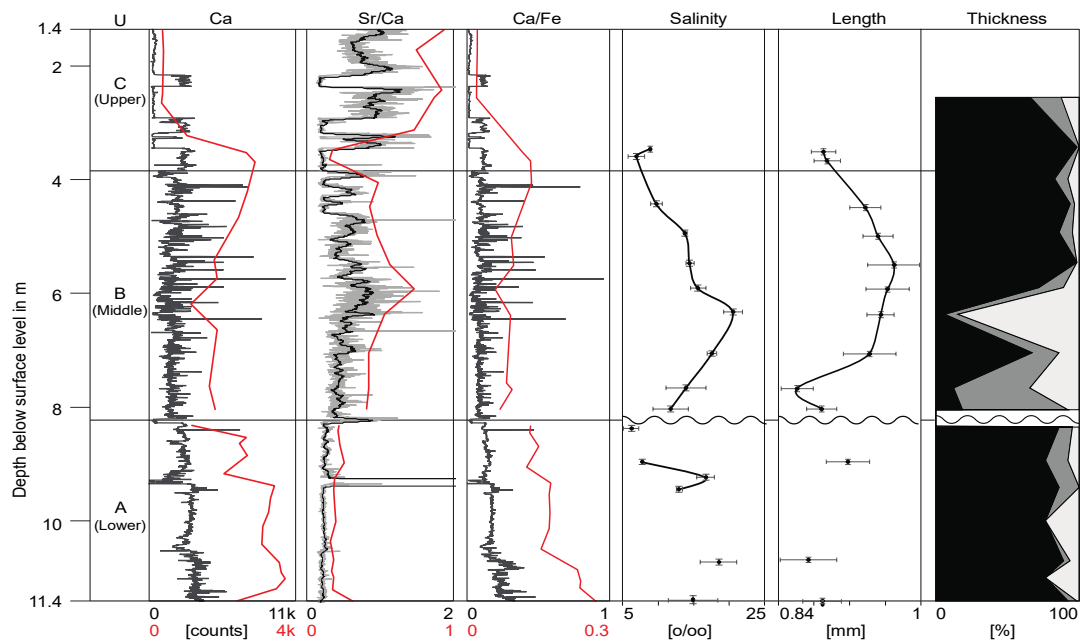 U Ca Sr/Ca Ca/Fe Salinity Length Thickness
1.4
2
C
(Upper)
4
B
(Middle)
6
8
A
(Lower)
10
11.4
Depth below surface level in m
0 11k 0 2 0 1 5 25 0.84 1 0 100
0 [counts] 4k 0 1 0 0.3 [o/oo] [mm] [%]